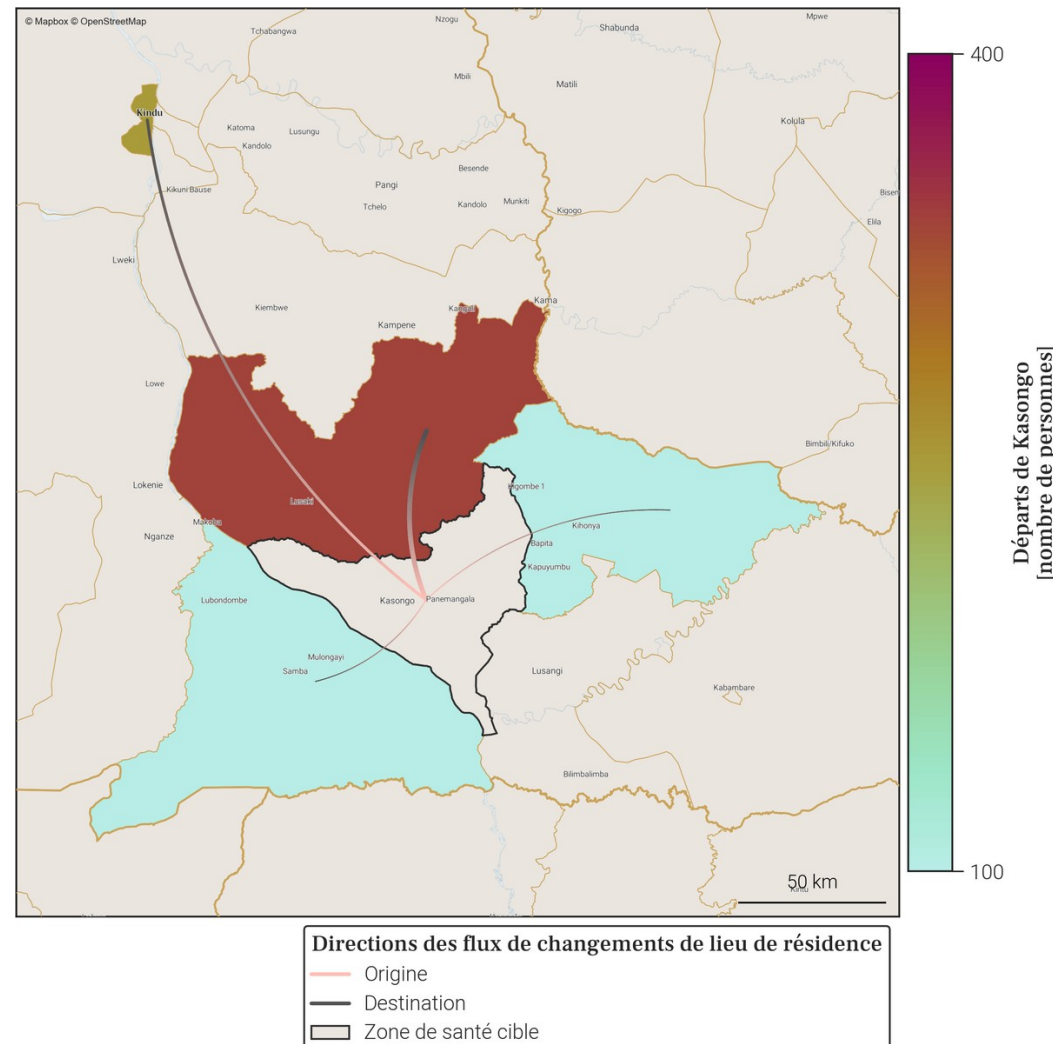 © Mapbox © OpenStreetMap
Nzogu
Mpwe
Tchabangwa
Shabunda
Mbili
Matili
Kindu
Katoma
Lusungu
Kolula
Kandolo
Besende
Pangi
Kikuni Bause
Bisem
Tchelo
Kandolo
Munkiti
Kigogo
Elila
Lweki
Kama
Kiembwe
Kampene
Lowe
Bimbili/Kifuko
Lokenie
Kigombe 1
Lusaki
Makuba
Kihonya
Nganze
Bapita
Kapuyumbu
Lubondombe
Kasongo
Panemangala
Mulongayi
Samba
Lusangi
Kabambare
Bilimbalimba
50 km
400
100
Départs de Kasongo
[nombre de personnes]
Directions des flux de changements de lieu de résidence
Origine
Destination
Zone de santé cible